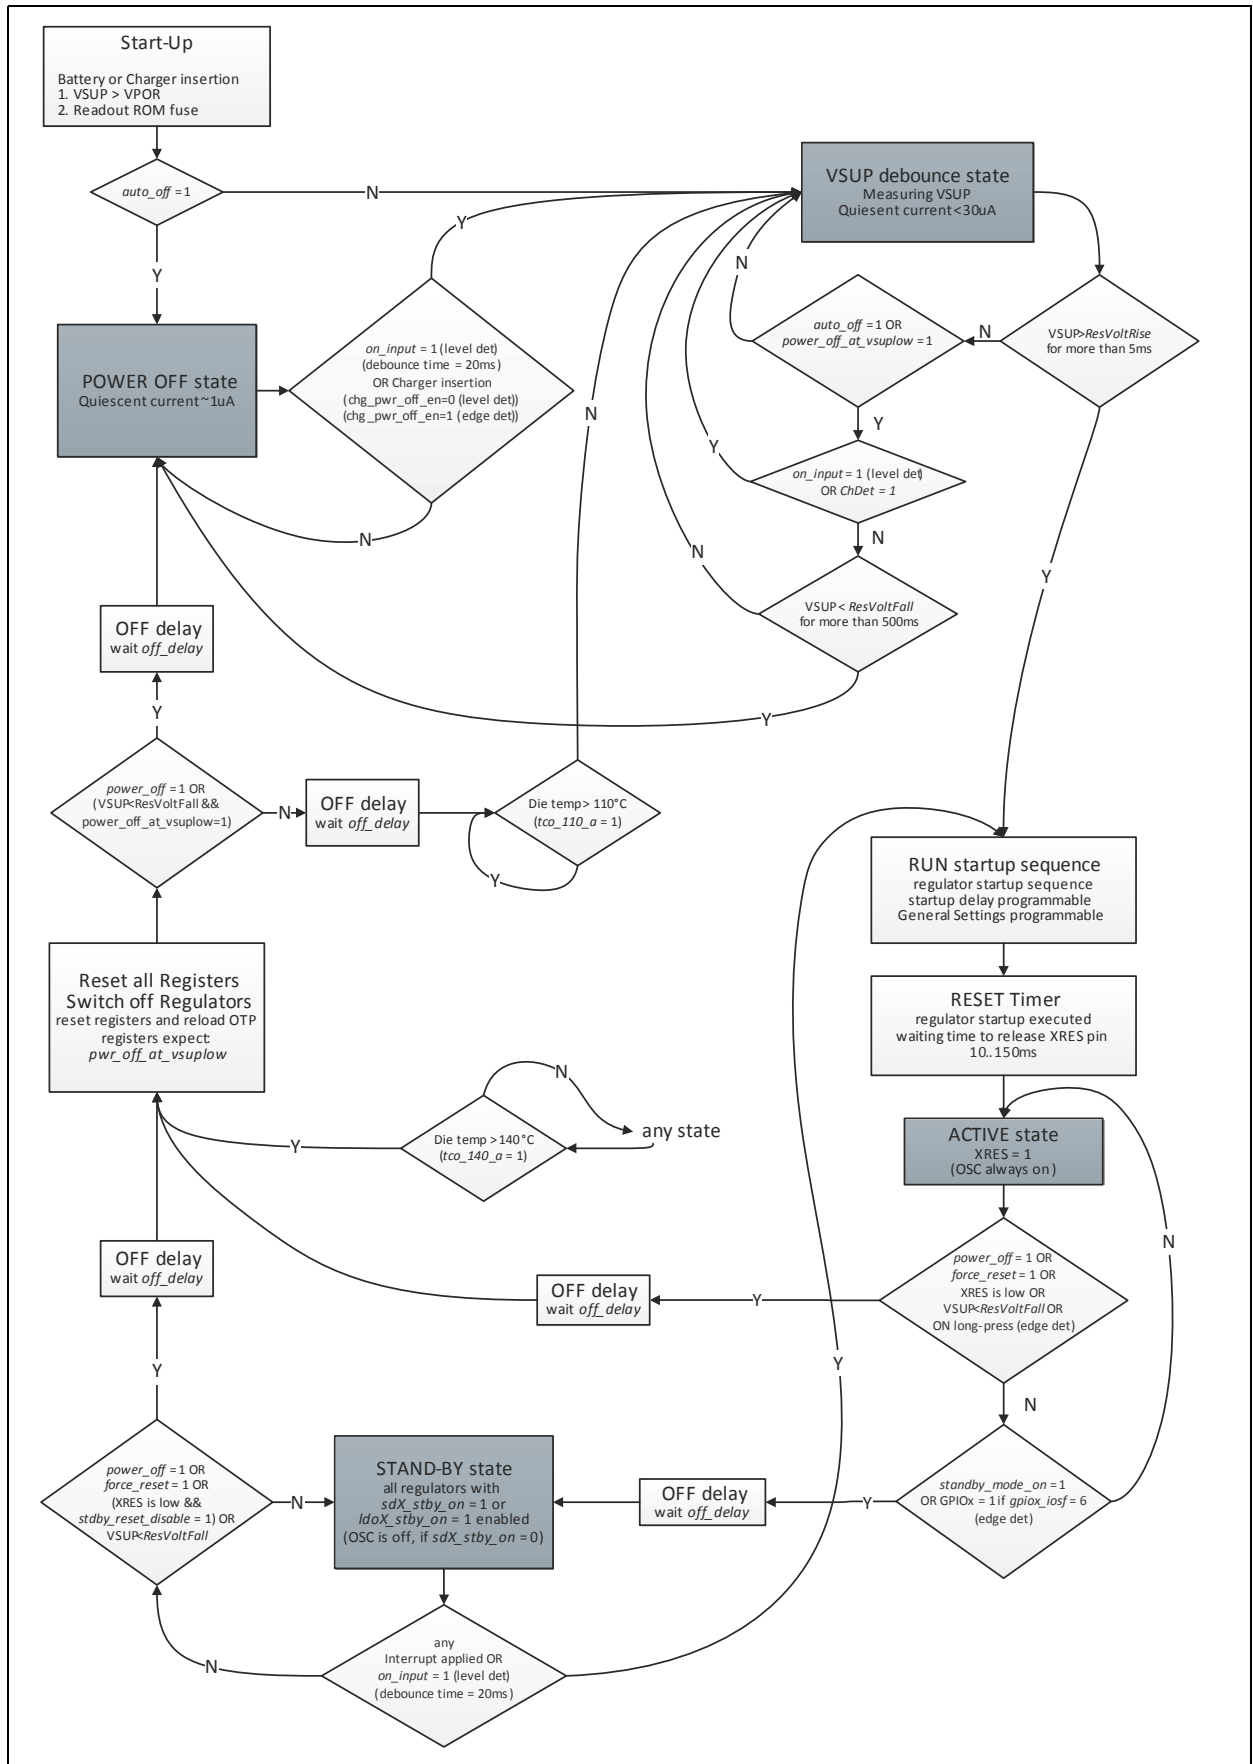 Start-Up
Battery or Charger insertion
1. VSUP > VPOR
2. Readout ROM fuse
auto_off = 1
N
Y
VSUP debounce state
Measuring VSUP
Quiesent current<30uA
Y
N
auto_off = 1 OR
power_off_at_vsuplow = 1
N
VSUP>ResVoltRise
for more than 5ms
POWER OFF state
Quiescent current~1uA
on_input = 1 (level det)
(debounce time = 20ms)
OR Charger insertion
(chg_pwr_off_en=0 (level det))
(chg_pwr_off_en=1 (edge det))
N
Y
Y
on_input = 1 (level det)
OR ChDet = 1
N
N
N
Y
VSUP < ResVoltFall
for more than 500ms
OFF delay
wait off_delay
Y
Y
power_off = 1 OR
(VSUP<ResVoltFall &&
power_off_at_vsuplow=1)
N
OFF delay
wait off_delay
Die temp > 110°C
(tco_110_a = 1)
Y
RUN startup sequence
regulator startup sequence
startup delay programmable
General Settings programmable
Reset all Registers
Switch off Regulators
reset registers and reload OTP
registers expect:
pwr_off_at_vsuplow
RESET Timer
regulator startup executed
waiting time to release XRES pin
10..150ms
N
any state
Y
Die temp >140°C
(tco_140_a = 1)
ACTIVE state
XRES = 1
(OSC always on)
N
OFF delay
wait off_delay
OFF delay
wait off_delay
Y
power_off = 1 OR
force_reset = 1 OR
XRES is low OR
VSUP<ResVoltFall OR
ON long-press (edge det)
Y
Y
N
power_off = 1 OR
force_reset = 1 OR
(XRES is low &&
stdby_reset_disable = 1) OR
VSUP<ResVoltFall
N
STAND-BY state
all regulators with
sdX_stby_on = 1 or
ldoX_stby_on = 1 enabled
(OSC is off, if sdX_stby_on = 0)
OFF delay
wait off_delay
Y
standby_mode_on = 1
OR GPIOx = 1 if gpiox_iosf = 6
(edge det)
N
any
Interrupt applied OR
on_input = 1 (level det)
(debounce time = 20ms)